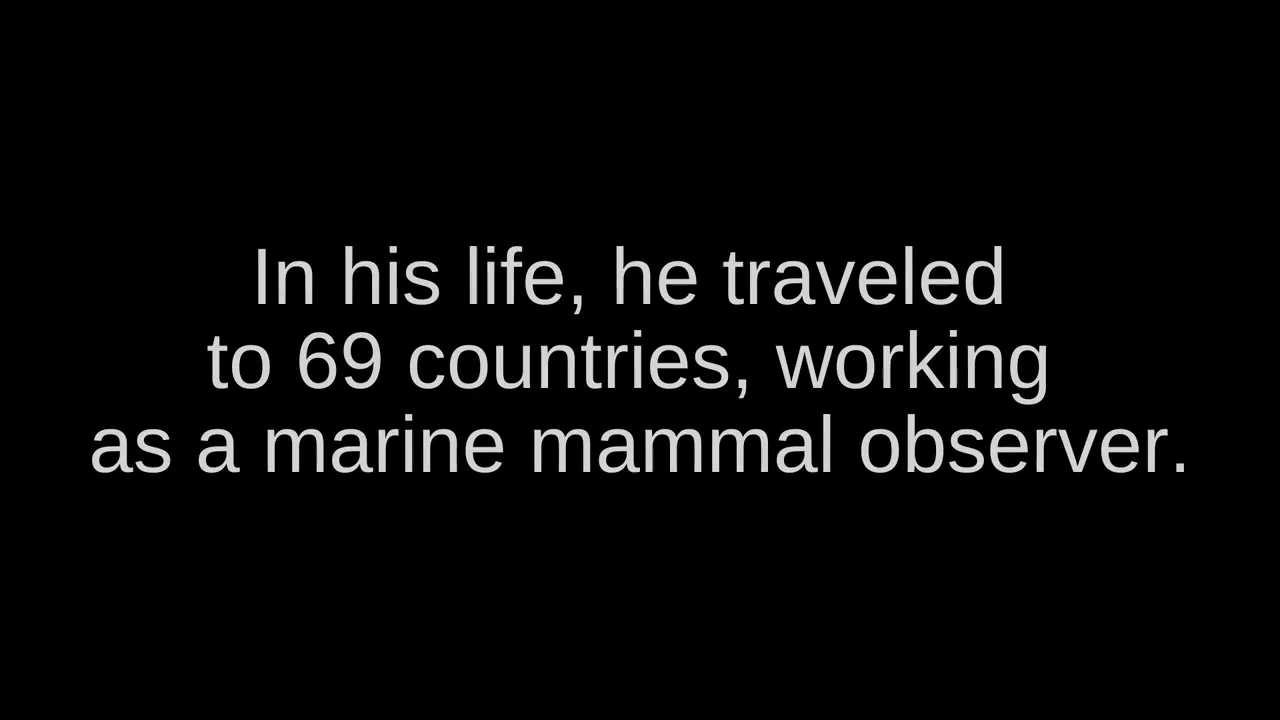 In his life, he traveled
to 69 countries, working
as a marine mammal observer.